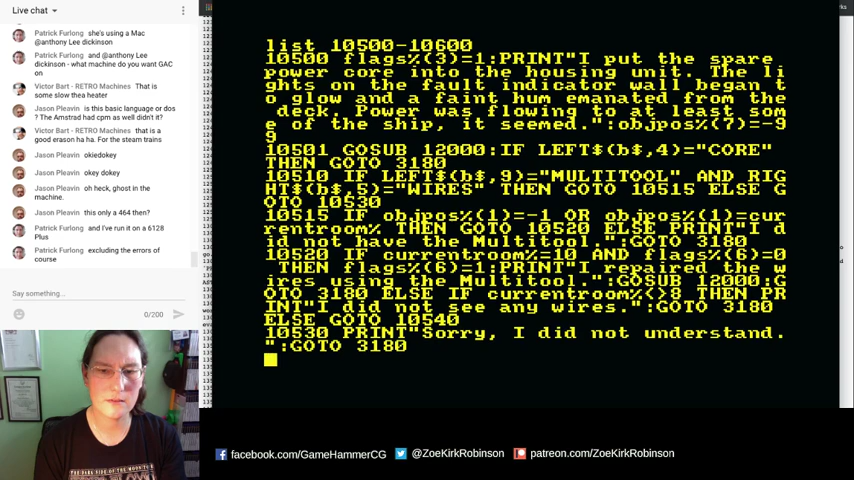 Live chat
Patrick Furlong she's using a Mac
@anthony Lee
dickinson
Patrick Furlong and @anthony Lee
dickinson - what machine do you want GAC
on
Victor Bart - RETRO Machines That is
some slow thea heater
Jason Pleavin is this basic language or dos
? The Amstrad had cpm as well didn't it?
Victor Bart - RETRO Machines that is a
good erason ha ha. For the steam trains
Jason Pleavin okiedokey
Jason Pleavin okey dokey
Jason Pleavin oh heck, ghost in the
machine.
Jason Pleavin this only a 464 then?
Patrick Furlong and I've run it on a 6128
Plus
Patrick Furlong excluding the errors of
course
Say something...
0/200
list 10500-10600
10500 flags%(3)=1:PRINT"I put the spare
power core into the housing unit. The li
ghts on the fault indicator wall began t
o glow and a faint hum emanated from the
deck. Power was flowing to at least som
e of the ship, it seemed.":objpos%(7)=-9
9
10501 GOSUB 12000:IF LEFT$(b$,4)="CORE"
THEN GOTO 3180
10510 IF LEFT$(b$,9)="MULTITOOL" AND RIG
HT$(b$,5)="WIRES" THEN GOTO 10515 ELSE G
OTO 10530
10515 IF objpos%(1)=-1 OR objpos%(1)=cur
rentroom% THEN GOTO 10520 ELSE PRINT"I d
id not have the Multitool.":GOTO 3180
10520 IF currentroom%=10 AND flags%(6)=0
THEN flags%(6)=1:PRINT"I repaired the w
ires using the Multitool.":GOSUB 12000:G
OTO 3180 ELSE IF currentroom%<>8 THEN PR
INT"I did not see any wires.":GOTO 3180
ELSE GOTO 10540
10530 PRINT"Sorry, I did not understand.
":GOTO 3180
facebook.com/GameHammerCG @ZoeKirkRobinson patreon.com/ZoeKirkRobinson